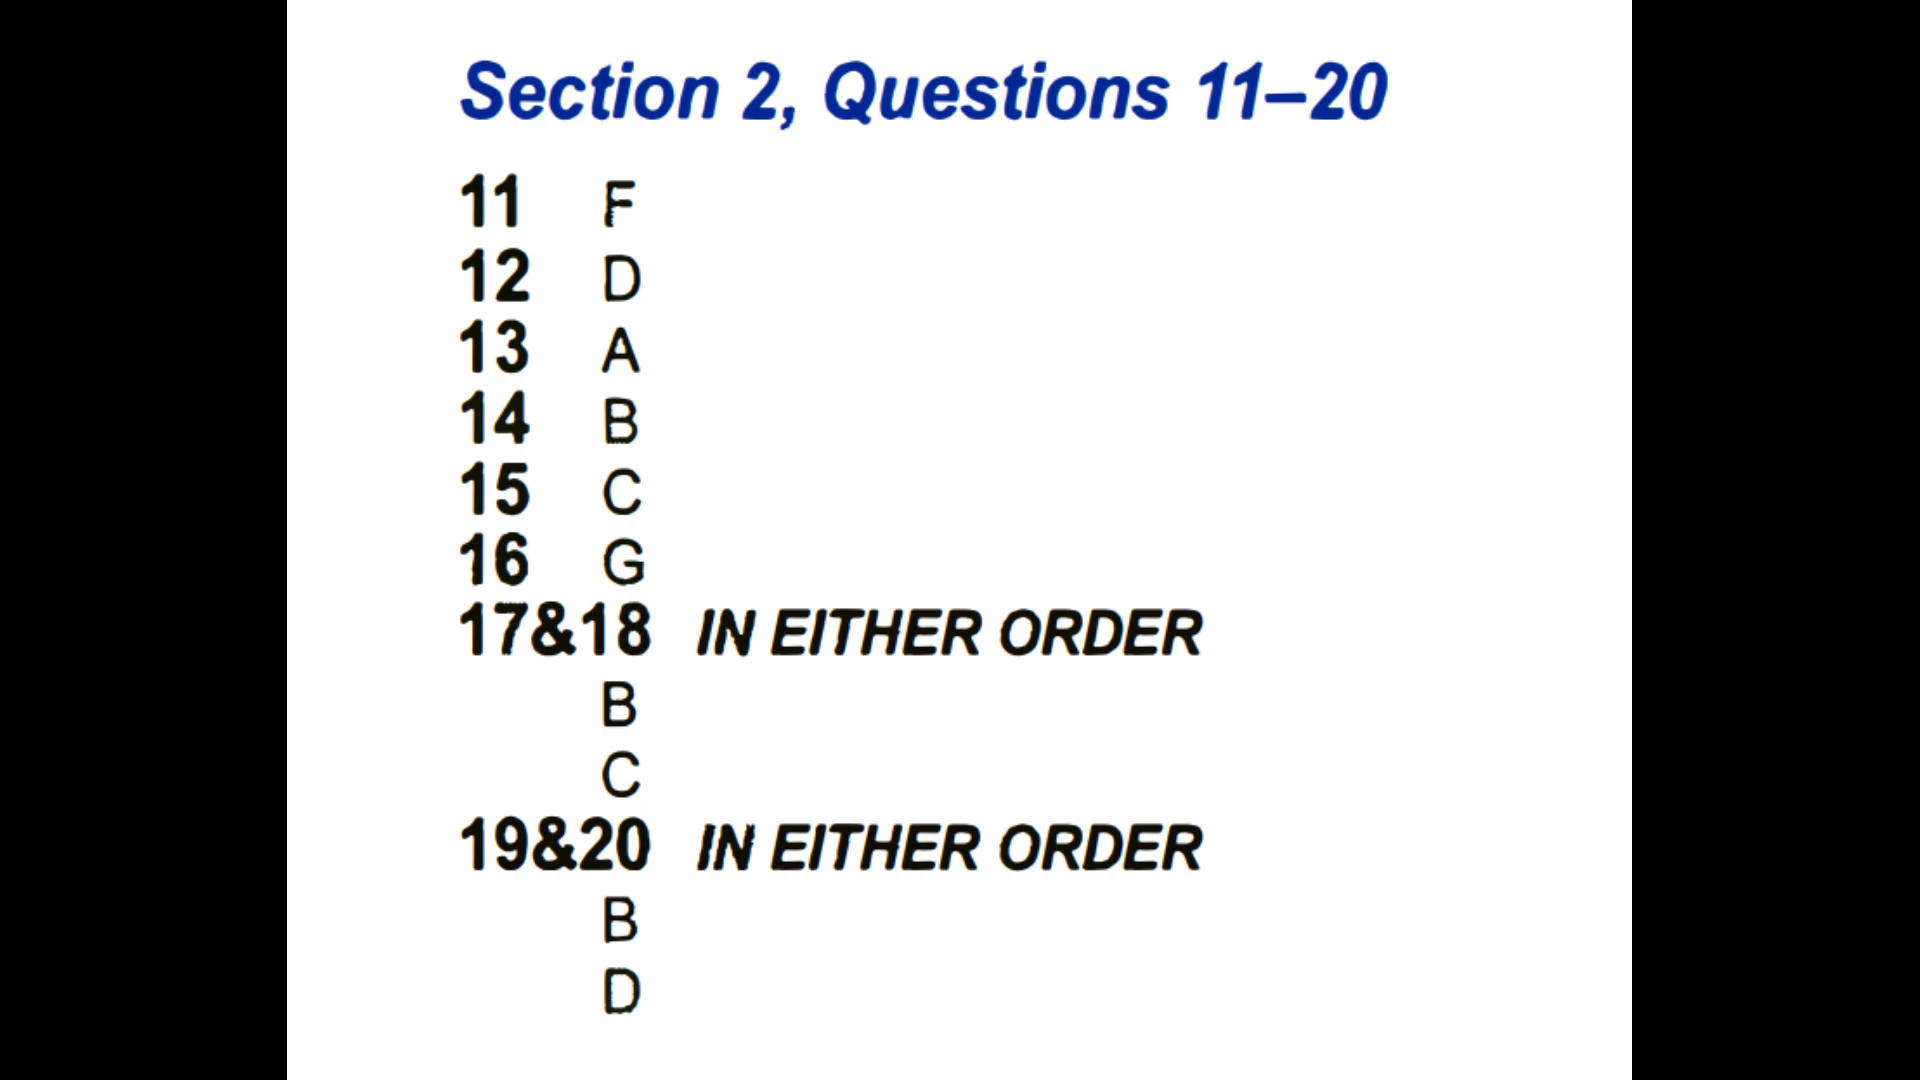 Section 2, Questions 11–20
11 F
12 D
13 A
14 B
15 C
16 G
17&18 IN EITHER ORDER
B
C
19&20 IN EITHER ORDER
B
D